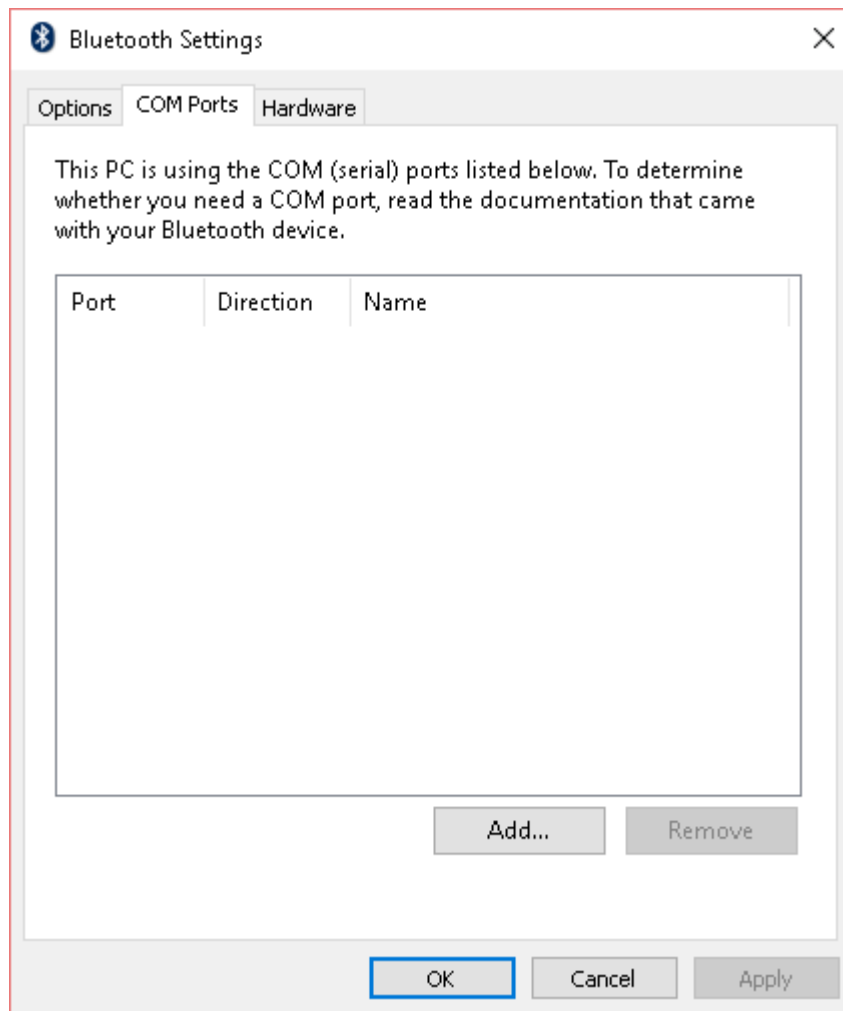 Bluetooth Settings
Options COM Ports Hardware
This PC is using the COM (serial) ports listed below. To determine
whether you need a COM port, read the documentation that came
with your Bluetooth device.
Port Direction Name
Add... Remove
OK Cancel Apply